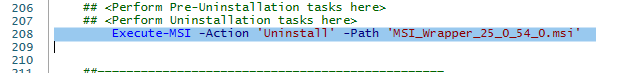 206 ## <Perform Pre-Uninstallation tasks here>
207 ## <Perform Uninstallation tasks here>
208 Execute-MSI -Action 'Uninstall' -Path 'MSI_Wrapper_25_0_54_0.msi'
209
210